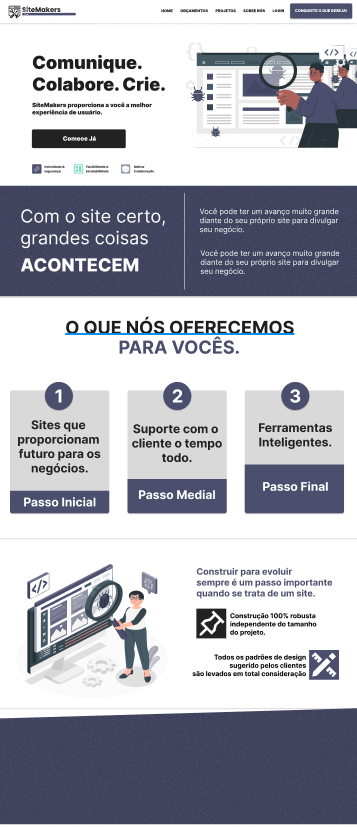 SiteMakers
HOME ORÇAMENTOS PROJETOS SOBRE NÓS LOGIN CONQUISTE O QUE DESEJA!
Comunique.
Colabore. Crie.
SiteMakers proporciona a você a melhor
experiência de usuário.
Comece Já
Velocidade &
segurança
Flexibilidade &
Escalabilidade
Melhor
Colaboração
Com o site certo,
grandes coisas
ACONTECEM
Você pode ter um avanço muito grande
diante do seu próprio site para divulgar
seu negócio.
Você pode ter um avanço muito grande
diante do seu próprio site para divulgar
seu negócio.
O QUE NÓS OFERECEMOS
PARA VOCÊS.
1
Sites que
proporcionam
futuro para os
negócios.
Passo Inicial
2
Suporte com o
cliente o tempo
todo.
Passo Medial
3
Ferramentas
Inteligentes.
Passo Final
Construir para evoluir
sempre é um passo importante
quando se trata de um site.
Construção 100% robusta
independente do tamanho
do projeto.
Todos os padrões de design
sugerido pelos clientes
são levados em total consideração